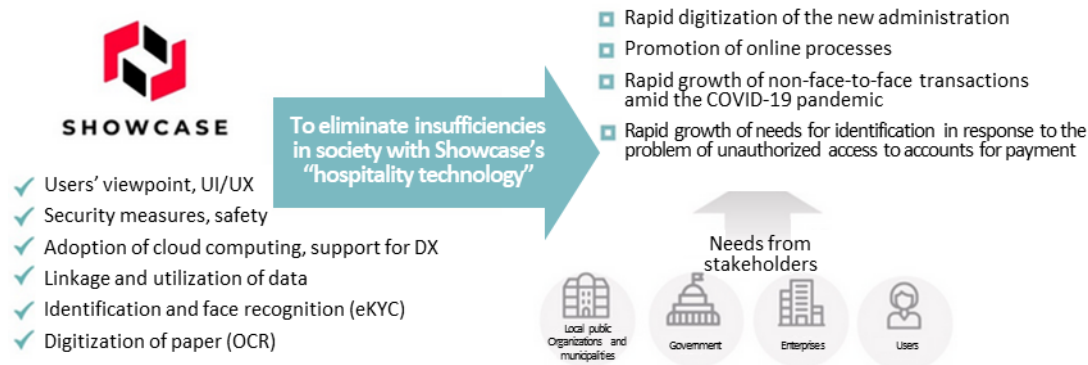 SHOWCASE
Users' viewpoint, UI/UX
Security measures, safety
Adoption of cloud computing, support for DX
Linkage and utilization of data
Identification and face recognition (eKYC)
Digitization of paper (OCR)
To eliminate insufficiencies
in society with Showcase's
"hospitality technology"
Rapid digitization of the new administration
Promotion of online processes
Rapid growth of non-face-to-face transactions
amid the COVID-19 pandemic
Rapid growth of needs for identification in response to the
problem of unauthorized access to accounts for payment
Needs from
stakeholders
Local public
Organizations and
municipalities
Government
Enterprises
Users